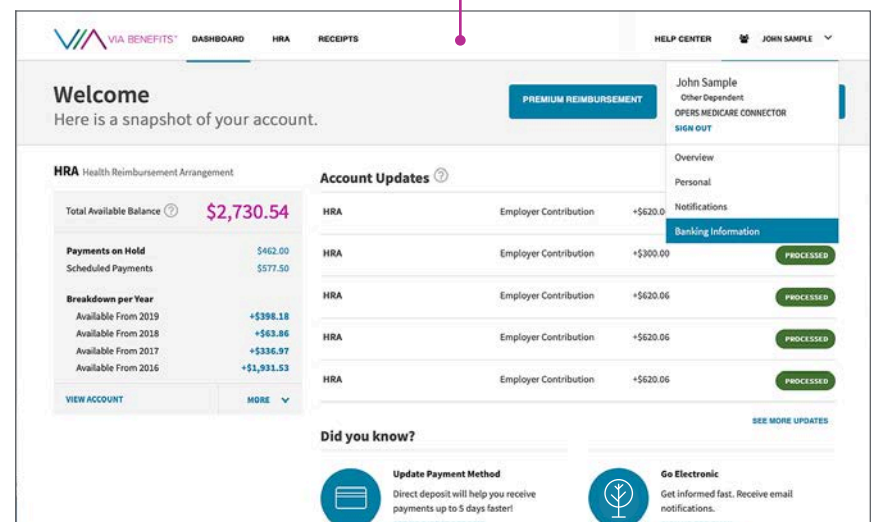 VIA BENEFITS™ DASHBOARD HRA RECEIPTS HELP CENTER JOHN SAMPLE
Welcome
Here is a snapshot of your account.
PREMIUM REIMBURSEMENT
John Sample
Other Dependent
OPERS MEDICARE CONNECTOR
SIGN OUT
Overview
Personal
Notifications
Banking Information
HRA Health Reimbursement Arrangement
Total Available Balance ? $2,730.54
Payments on Hold $462.00
Scheduled Payments $577.50
Breakdown per Year
Available From 2019 +$398.18
Available From 2018 +$63.86
Available From 2017 +$336.97
Available From 2016 +$1,931.53
VIEW ACCOUNT MORE
Account Updates ?
HRA Employer Contribution +$620.0
HRA Employer Contribution +$300.00 PROCESSED
HRA Employer Contribution +$620.06 PROCESSED
HRA Employer Contribution +$620.06 PROCESSED
HRA Employer Contribution +$620.06 PROCESSED
SEE MORE UPDATES
Did you know?
Update Payment Method
Direct deposit will help you receive
payments up to 5 days faster!
Go Electronic
Get informed fast. Receive email
notifications.